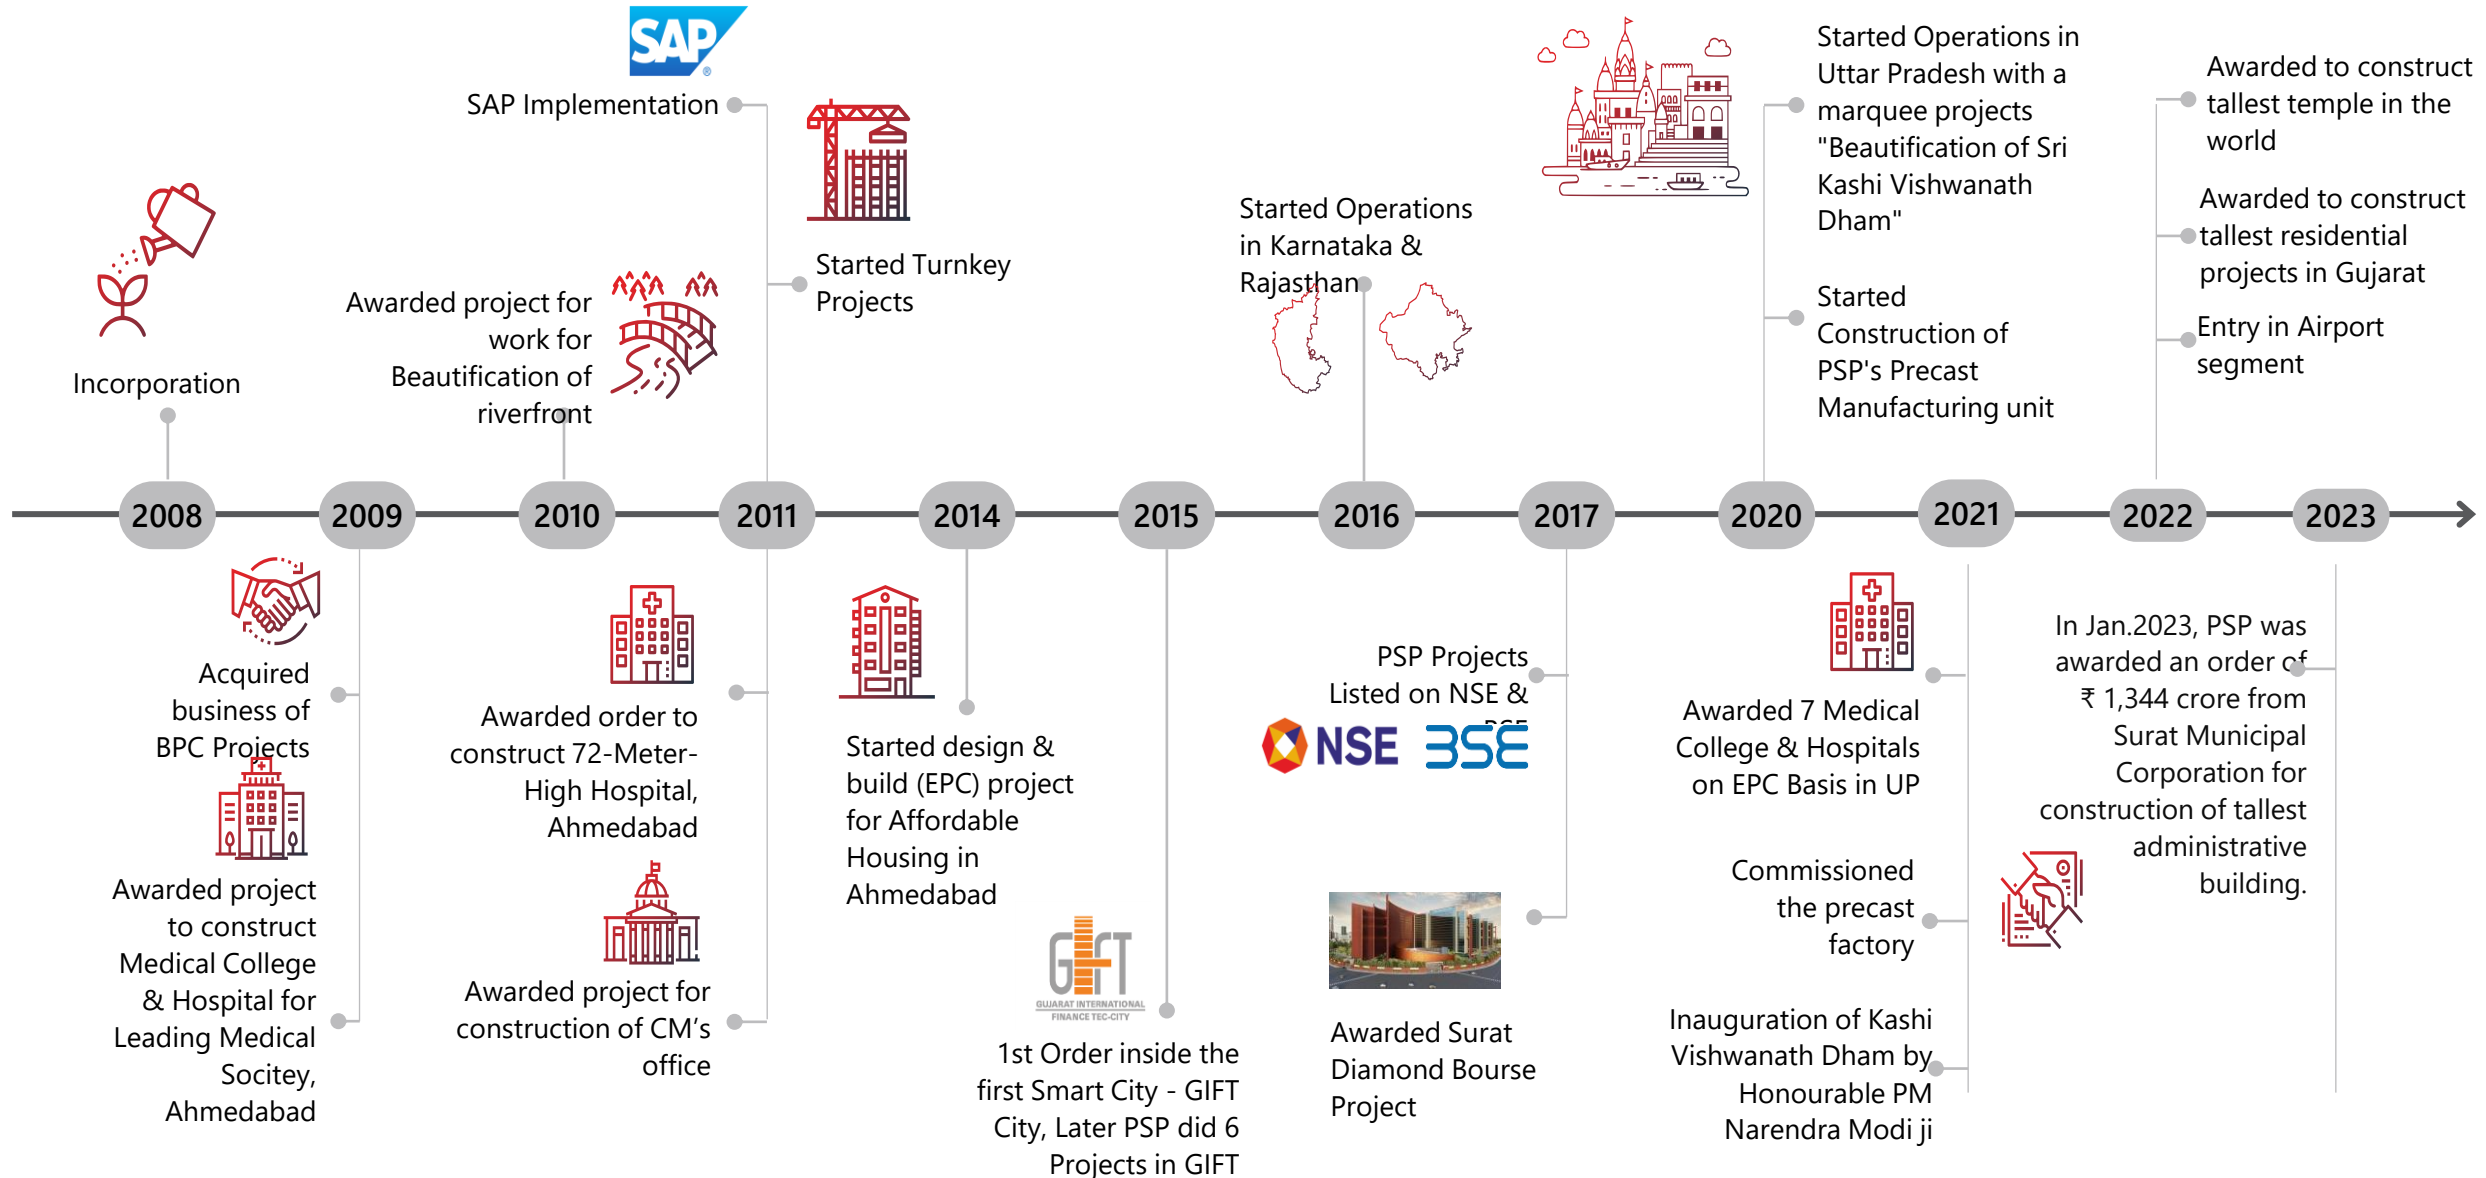 SAP
SAP Implementation
Started Turnkey
Projects
Incorporation
Awarded project for
work for
Beautification of
riverfront
Started Operations
in Karnataka &
Rajasthan
Started Operations in
Uttar Pradesh with a
marquee projects
"Beautification of Sri
Kashi Vishwanath
Dham"
Started
Construction of
PSP's Precast
Manufacturing unit
Awarded to construct
tallest temple in the
world
Awarded to construct
tallest residential
projects in Gujarat
Entry in Airport
segment
2008
2009
2010
2011
2014
2015
2016
2017
2020
2021
2022
2023
Acquired
business of
BPC Projects
Awarded project
to construct
Medical College
& Hospital for
Leading Medical
Socitey,
Ahmedabad
Awarded order to
construct 72-Meter-
High Hospital,
Ahmedabad
Awarded project for
construction of CM’s
office
Started design &
build (EPC) project
for Affordable
Housing in
Ahmedabad
GIFT
GUJARAT INTERNATIONAL
FINANCE TEC-CITY
1st Order inside the
first Smart City - GIFT
City, Later PSP did 6
Projects in GIFT
PSP Projects
Listed on NSE &
NSE
BSE
Awarded Surat
Diamond Bourse
Project
Awarded 7 Medical
College & Hospitals
on EPC Basis in UP
Commissioned
the precast
factory
Inauguration of Kashi
Vishwanath Dham by
Honourable PM
Narendra Modi ji
In Jan.2023, PSP was
awarded an order of
₹ 1,344 crore from
Surat Municipal
Corporation for
construction of tallest
administrative
building.